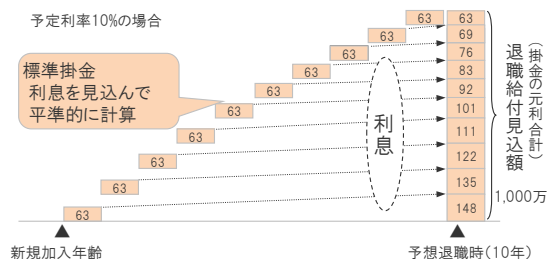 予定利率10%の場合
標準掛金
利息を見込んで
平準的に計算
63
63
63
63
63
63
63
63
63
63
利息
63
69
76
83
92
101
111
122
135
148
退職給付見込額
(掛金の元利合計)
1,000万
新規加入年齢
予想退職時(10年)